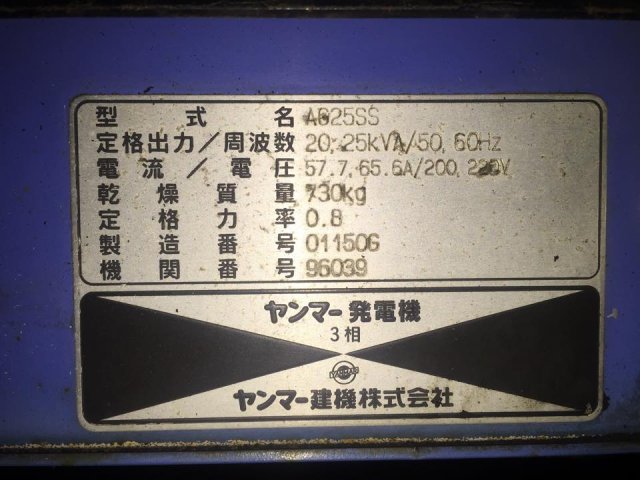 型式名 AG25SS
定格出力/周波数 20,25kVA/50,60Hz
電流/電圧 57.7,65.6A/200,220V
乾燥質量 730kg
定格力率 0.8
製造番号 011506
機関番号 96039
ヤンマー発電機
3相
ヤンマー建機株式会社